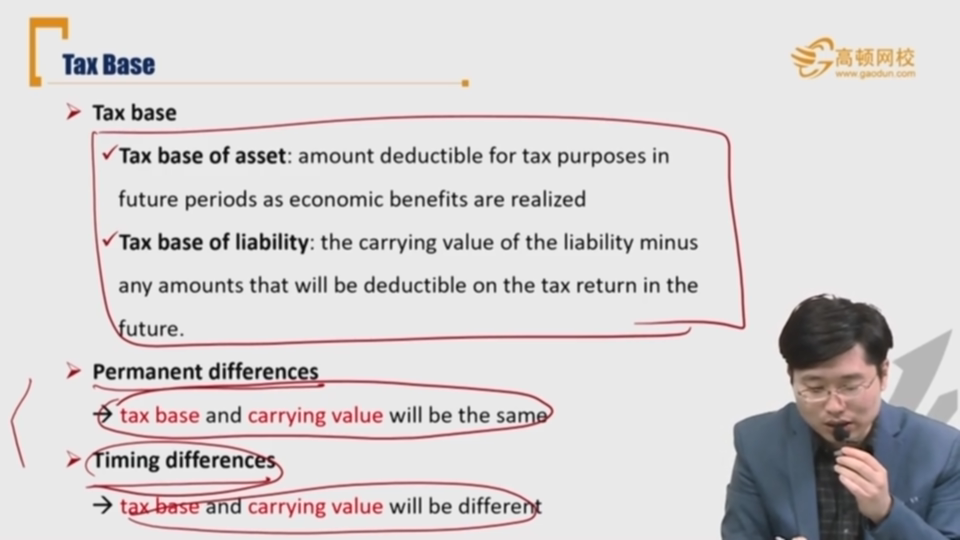 Tax Base
高顿网校
www.gaodun.com
Tax base
Tax base of asset: amount deductible for tax purposes in
future periods as economic benefits are realized
Tax base of liability: the carrying value of the liability minus
any amounts that will be deductible on the tax return in the
future.
Permanent differences
→ tax base and carrying value will be the same
Timing differences
→ tax base and carrying value will be different